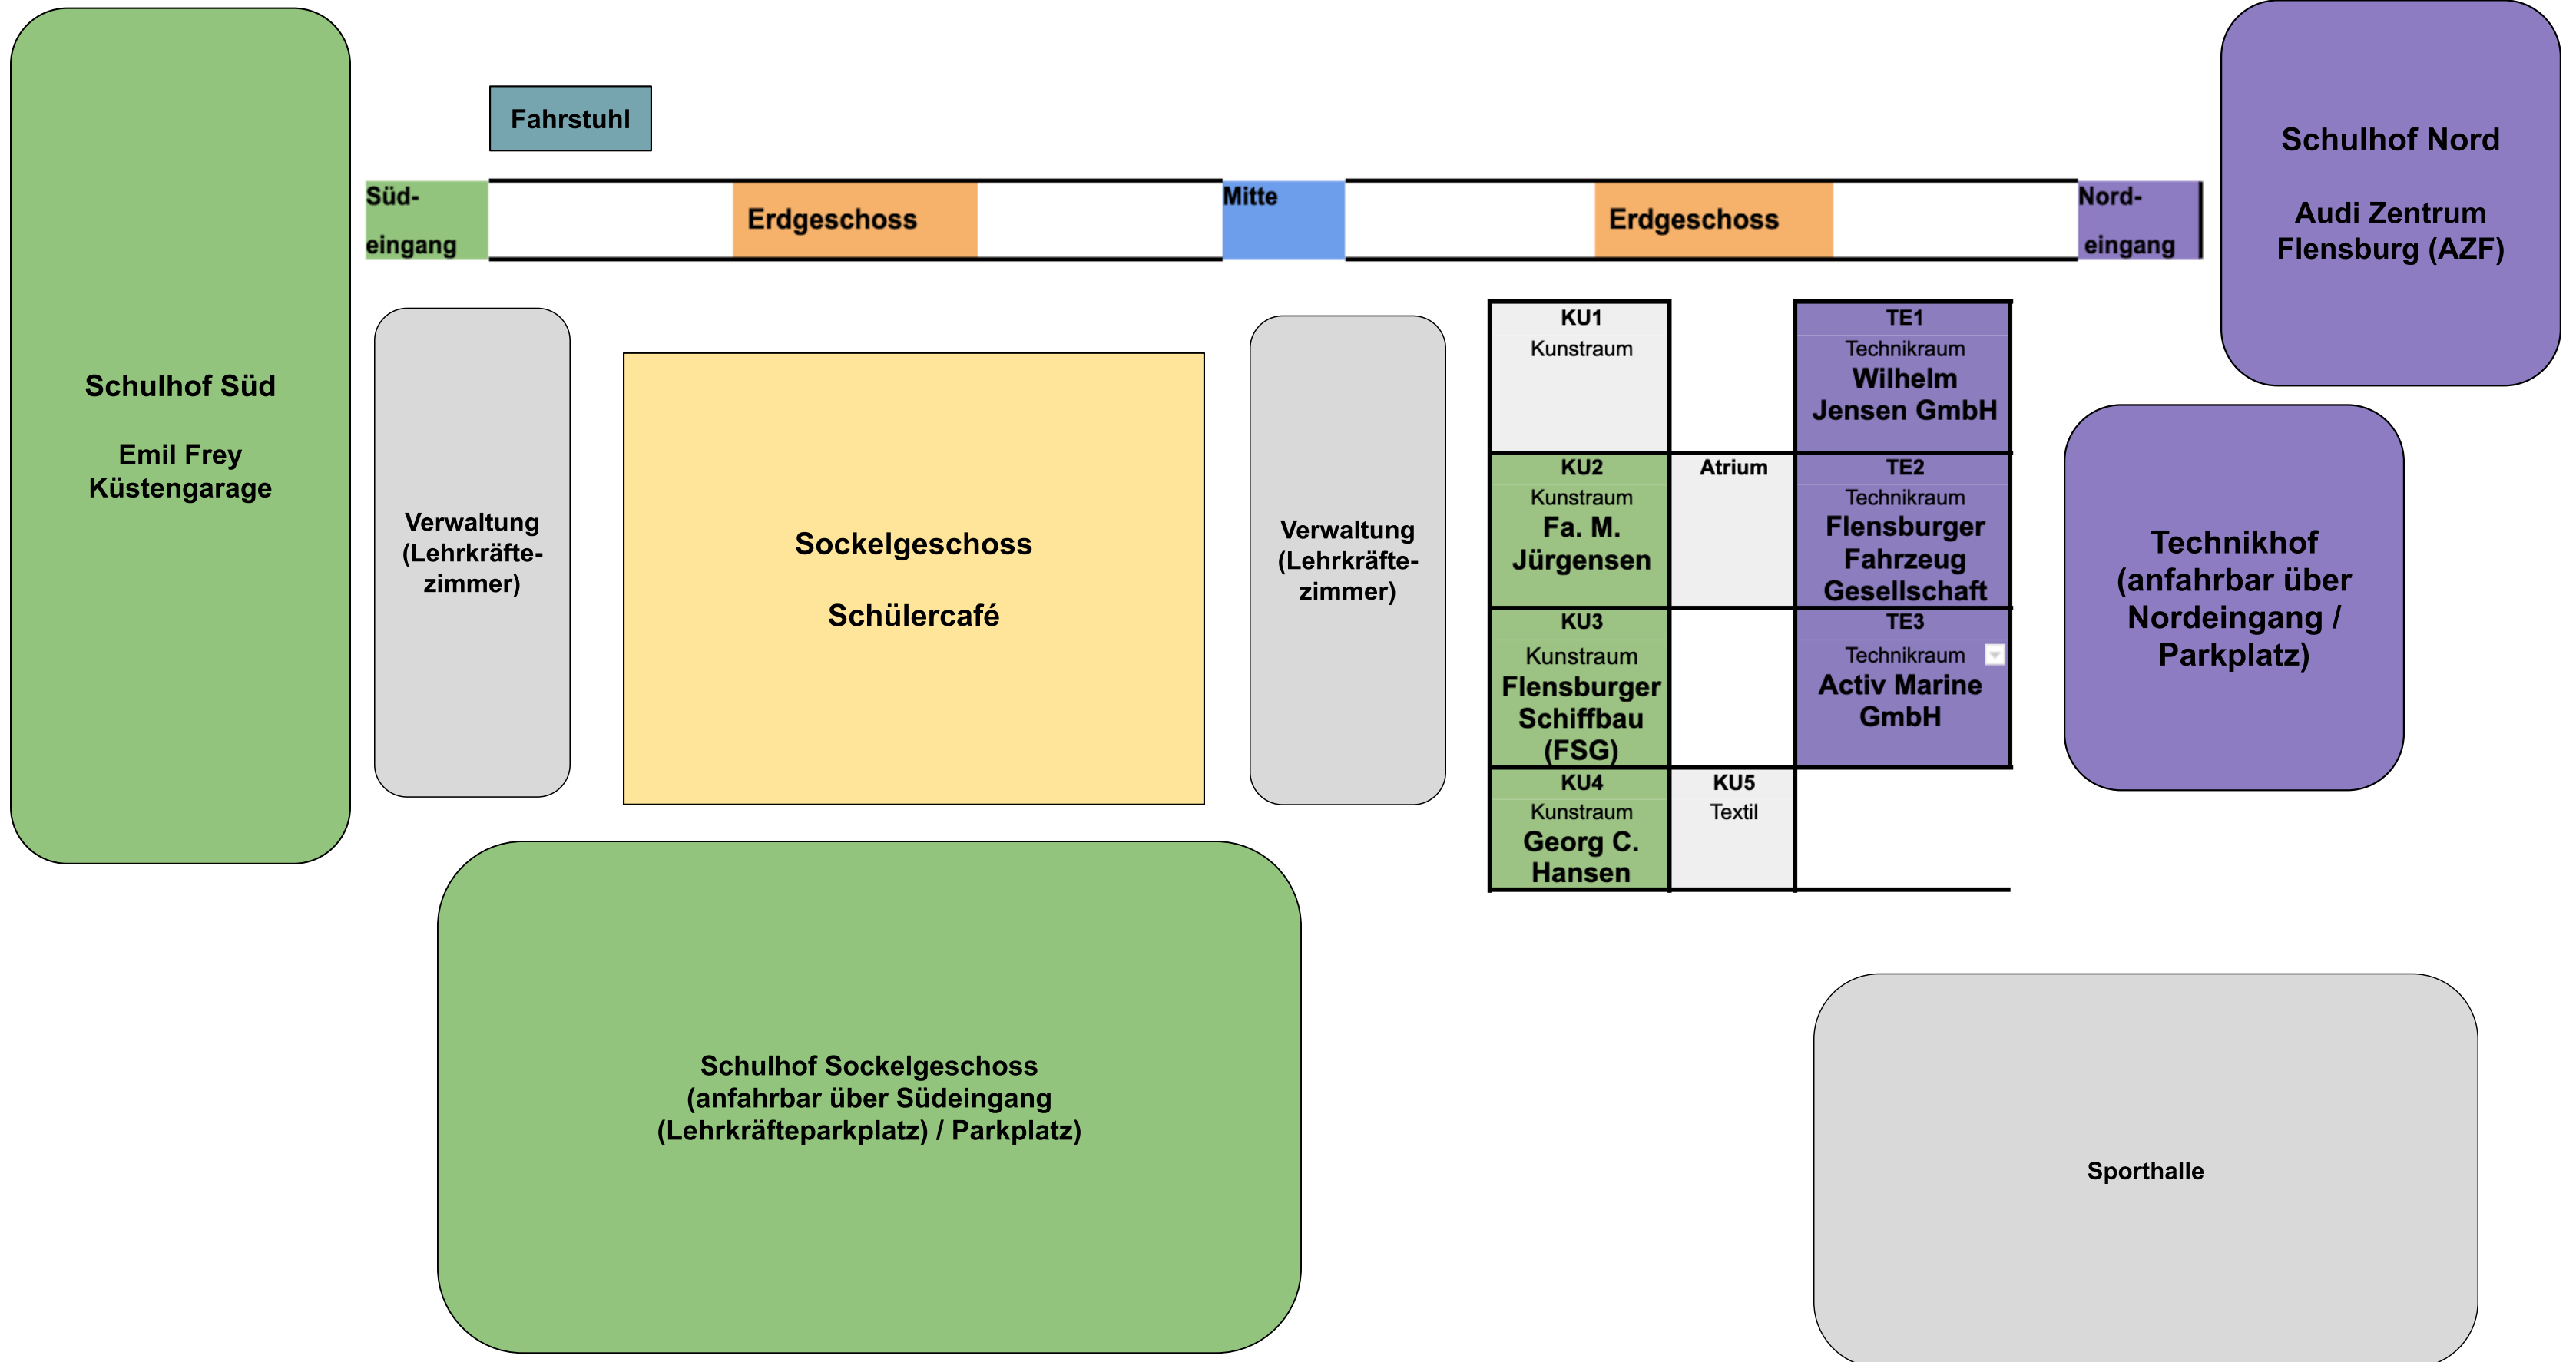 Fahrstuhl
Süd-
eingang
Erdgeschoss
Mitte
Erdgeschoss
Nord-
eingang
Schulhof Nord
Audi Zentrum
Flensburg (AZF)
Schulhof Süd
Emil Frey
Küstengarage
Verwaltung
(Lehrkräfte-
zimmer)
Sockelgeschoss
Schülercafé
Verwaltung
(Lehrkräfte-
zimmer)
KU1
Kunstraum
TE1
Technikraum
Wilhelm
Jensen GmbH
KU2
Kunstraum
Fa. M.
Jürgensen
Atrium
TE2
Technikraum
Flensburger
Fahrzeug
Gesellschaft
KU3
Kunstraum
Flensburger
Schiffbau
(FSG)
TE3
Technikraum
Activ Marine
GmbH
KU4
Kunstraum
Georg C.
Hansen
KU5
Textil
Technikhof
(anfahrbar über
Nordeingang /
Parkplatz)
Schulhof Sockelgeschoss
(anfahrbar über Südeingang
(Lehrkräfteparkplatz) / Parkplatz)
Sporthalle